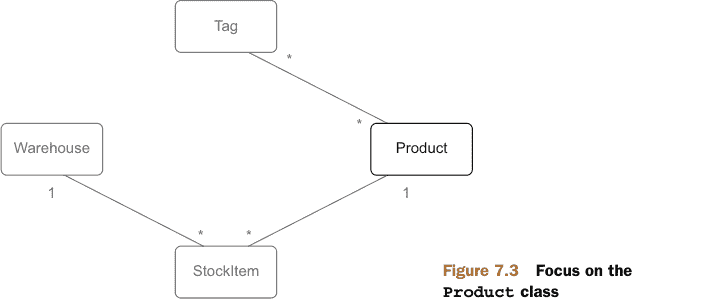 Tag
*
*
Warehouse
Product
1
1
*
*
StockItem
Figure 7.3 Focus on the
Product class